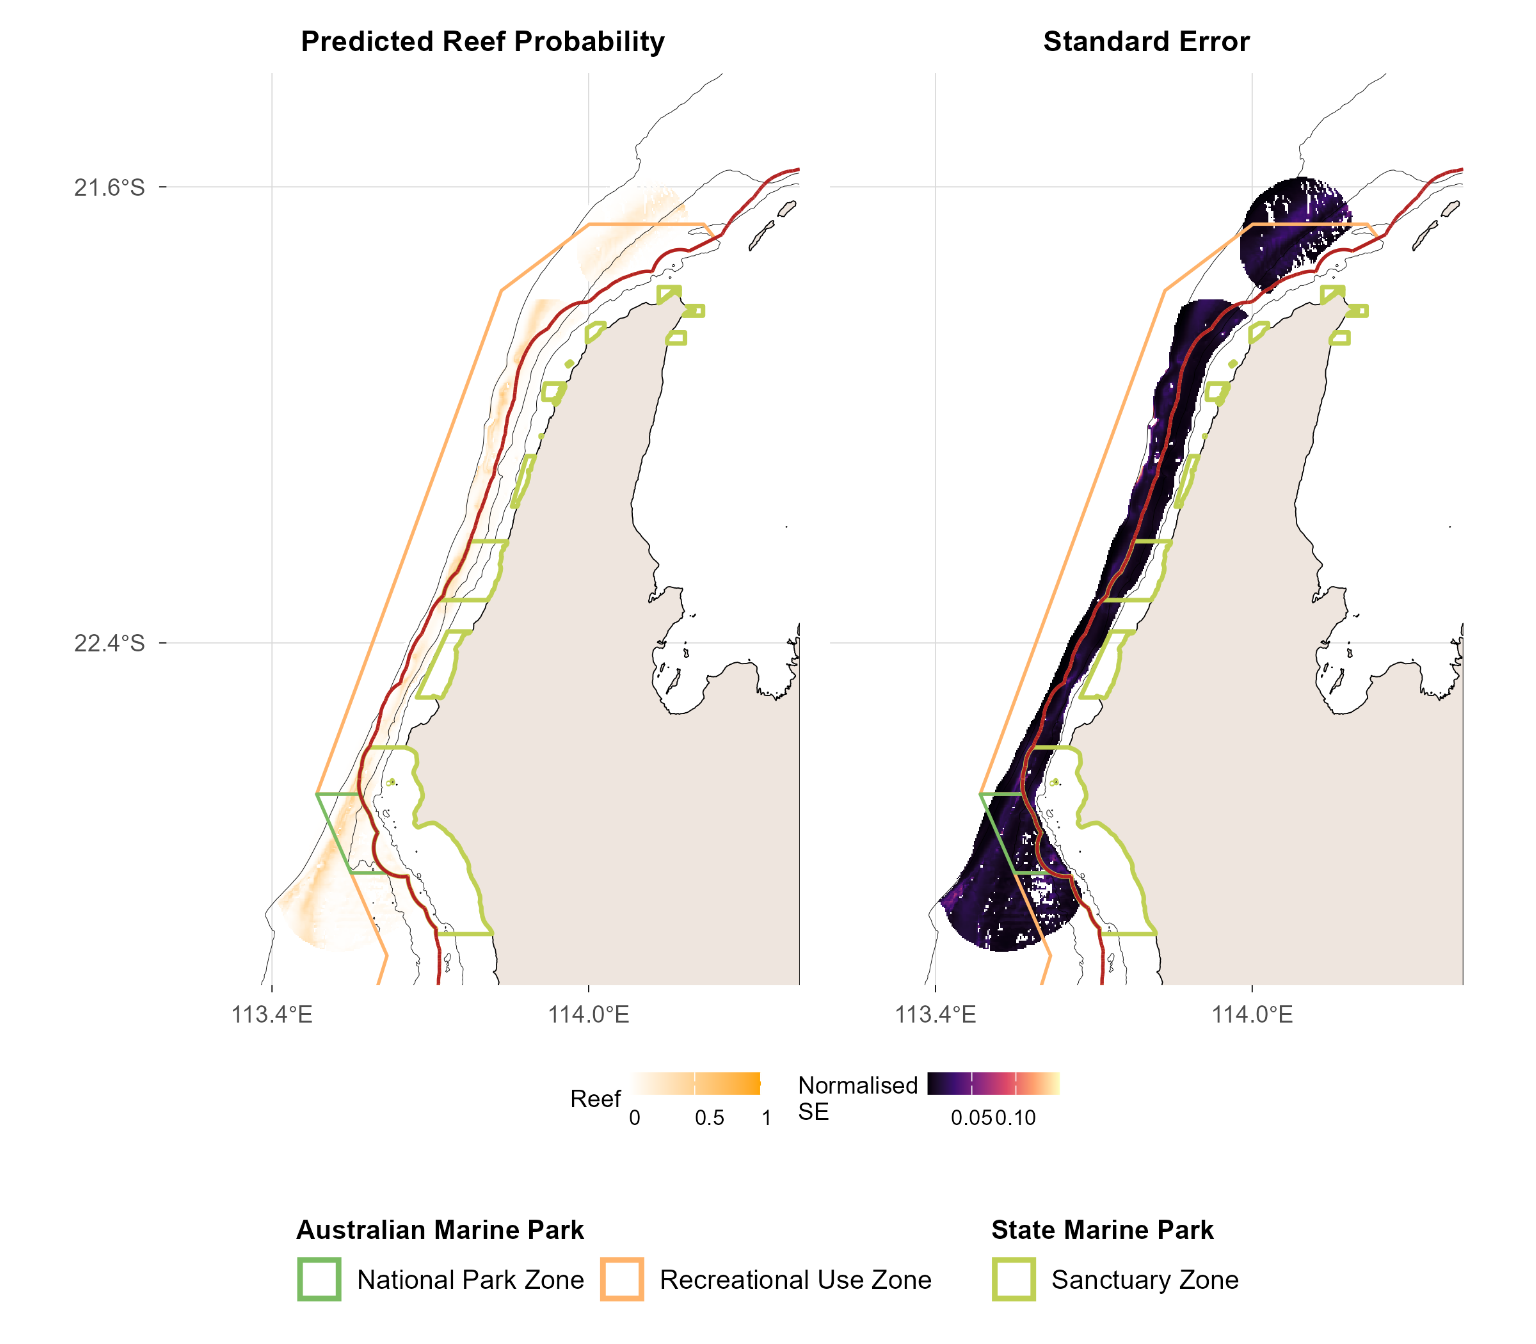 Predicted Reef Probability
Standard Error
21.6°S
22.4°S
113.4°E
114.0°E
113.4°E
114.0°E
Reef
0
0.5
1
Normalised
SE
0.05
0.10
Australian Marine Park
State Marine Park
National Park Zone
Recreational Use Zone
Sanctuary Zone